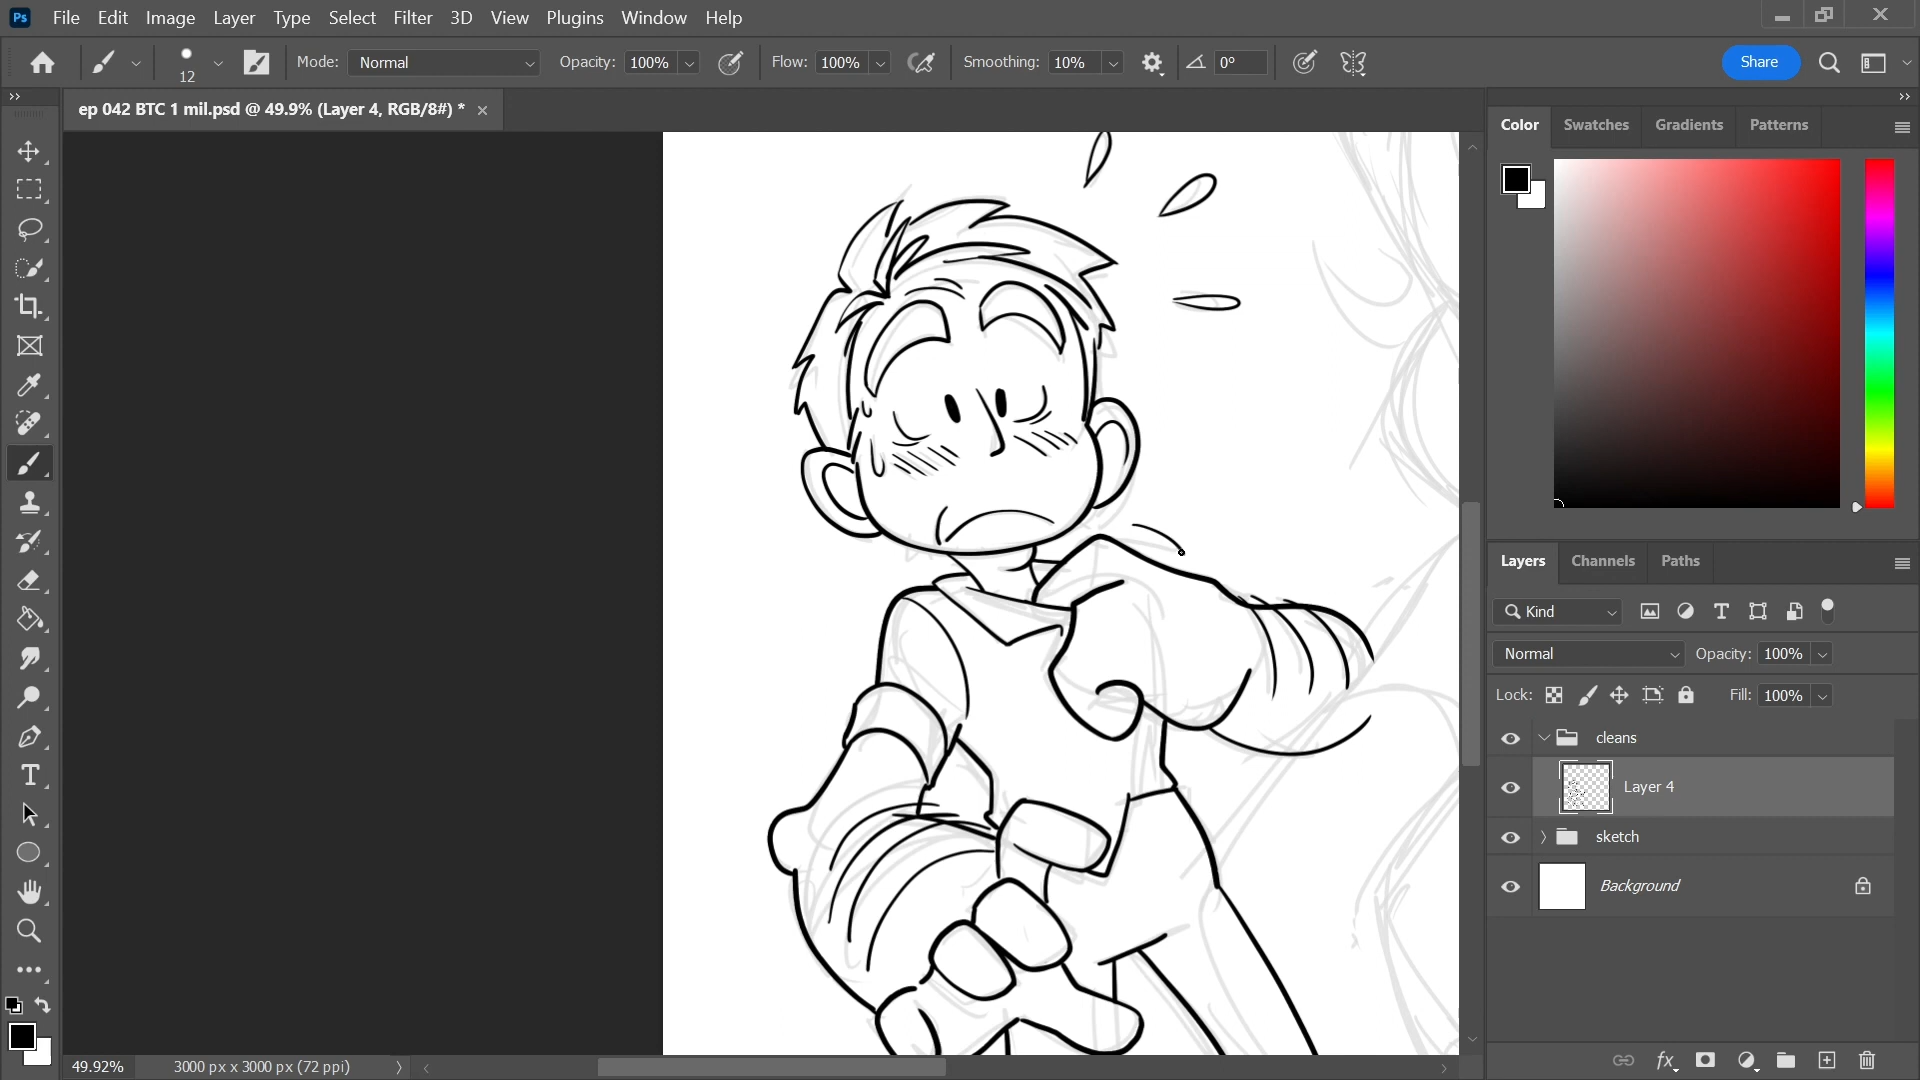 Ps File Edit Image Layer Type Select Filter 3D View Plugins Window Help
12 Mode: Normal Opacity: 100% Flow: 100% Smoothing: 10% 0° Share
ep 042 BTC 1 mil.psd @ 49.9% (Layer 4, RGB/8#) *
Color Swatches Gradients Patterns
Layers Channels Paths
Kind
Normal Opacity: 100%
Lock: Fill: 100%
cleans
Layer 4
sketch
Background
49.92% 3000 px x 3000 px (72 ppi)
fx